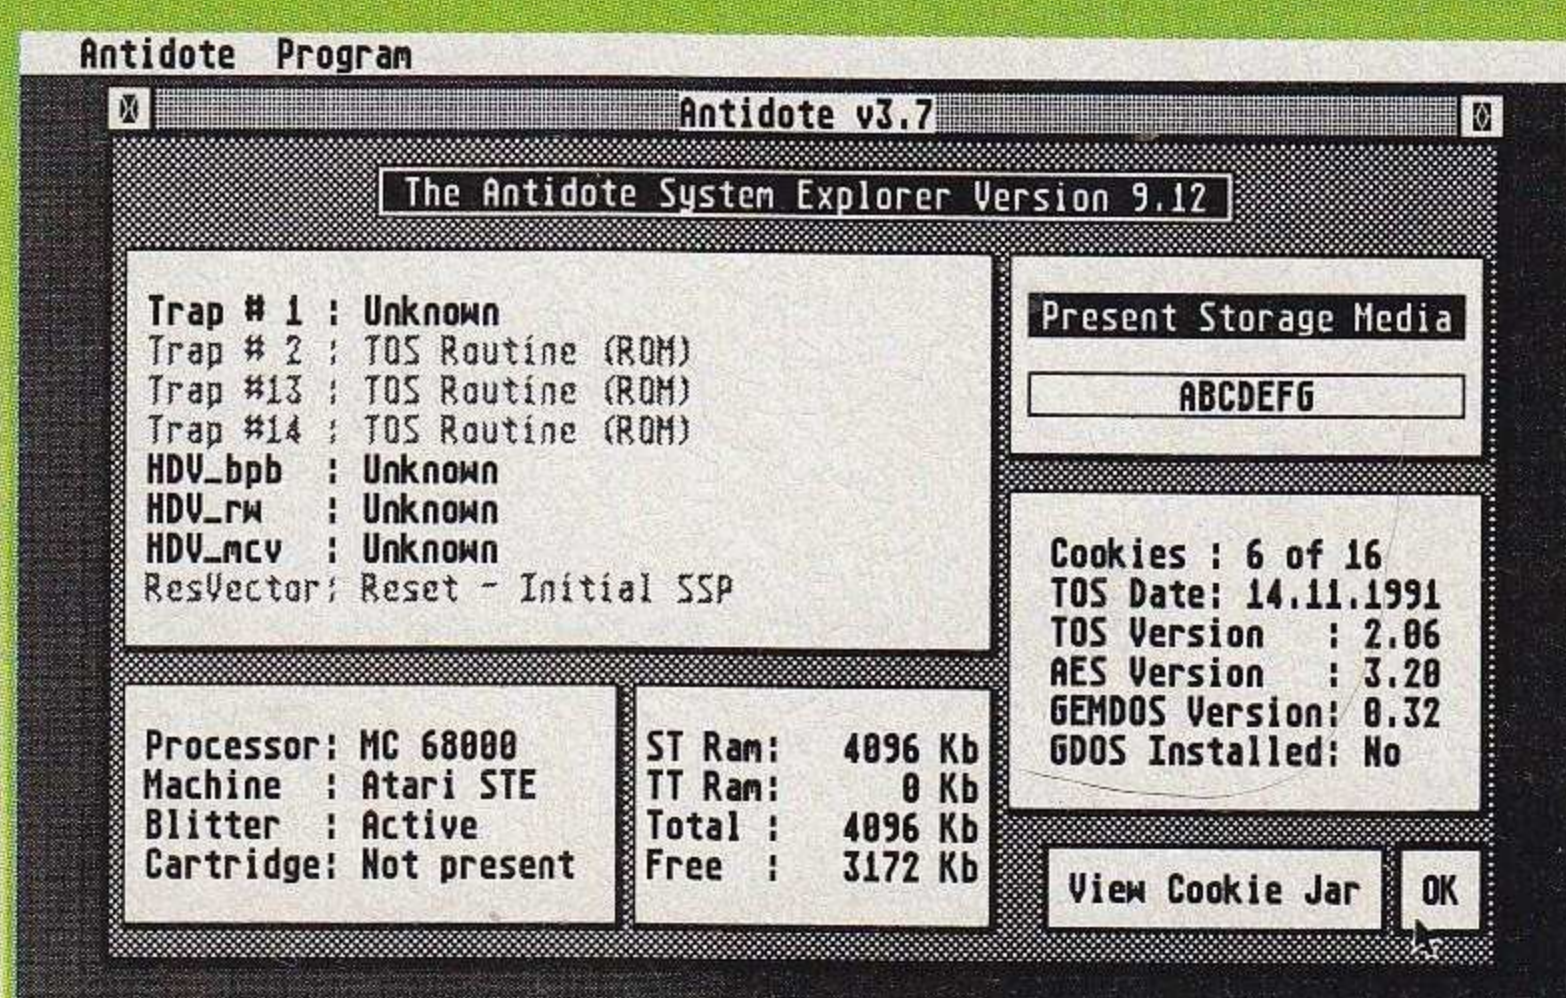 Antidote Program
Antidote v3.7
The Antidote System Explorer Version 9.12
Trap # 1 : Unknown
Trap # 2 : TOS Routine (ROM)
Trap #13 : TOS Routine (ROM)
Trap #14 : TOS Routine (ROM)
HDV_bpb : Unknown
HDV_rw : Unknown
HDV_mcv : Unknown
ResVector: Reset - Initial SSP
Present Storage Media
ABCDEFG
Cookies : 6 of 16
TOS Date: 14.11.1991
TOS Version : 2.06
AES Version : 3.20
GEMDOS Version: 0.32
GDOS Installed: No
Processor: MC 68000
Machine : Atari STE
Blitter : Active
Cartridge: Not present
ST Ram: 4096 Kb
TT Ram: 0 Kb
Total : 4096 Kb
Free : 3172 Kb
View Cookie Jar
OK